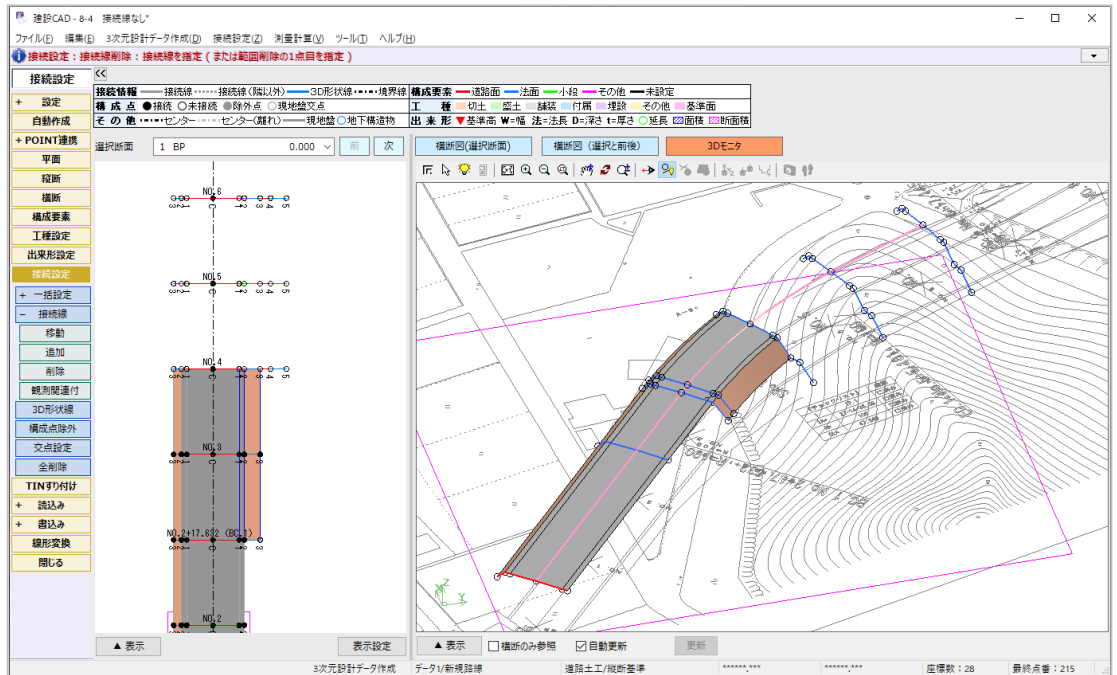 建設CAD - 8-4 接続線なし*
ファイル(F) 編集(E) 3次元設計データ作成(D) 接続設定(Z) 測量計算(V) ツール(T) ヘルプ(H)
接続設定：接続線削除：接続線を指定 ( または範囲削除の1点目を指定 )
接続設定
<<
接続情報 接続線 接続線(隣以外) 3D形状線 境界線 構成要素 道路面 法面 小段 その他 未設定
構成点 ●接続 ○未接続 ●除外点 ○現地盤交点 工種 切土 盛土 舗装 付属 埋設 その他 基準面
その他 センター センター(離れ) 現地盤 ○地下構造物 出来形 ▼基準高 W=幅 法=法長 D=深さ t=厚さ ○延長 面積 断面積
+ 設定
自動作成
+ POINT連携
平面
縦断
横断
構成要素
工種設定
出来形設定
接続設定
+ 一括設定
− 接続線
移動
追加
削除
観測関連付
3D形状線
構成点除外
交点設定
全削除
TINすり付け
+ 読込み
+ 書込み
線形変換
閉じる
選択断面 1 BP 0.000 前 次
横断図(選択断面) 横断図（選択と前後） 3Dモニタ
NO.6
NO.5
NO.4
NO.3
NO.2+17.632 (BC.1)
NO.2
Z
Y
▲ 表示 表示設定
▲ 表示 横断のみ参照 自動更新 更新
3次元設計データ作成 データ1/新規路線 道路土工/縦断基準 ******.*** ******.*** 座標数：28 最終点番：215